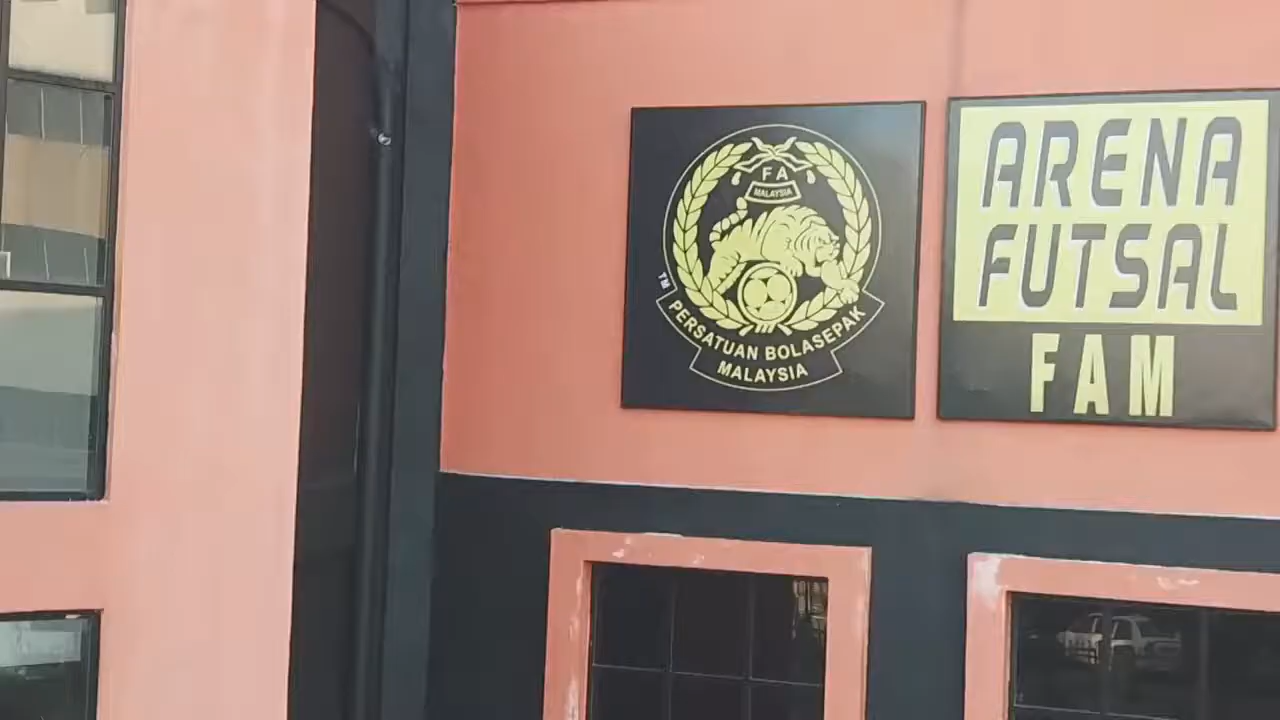 FA
MALAYSIA
TM
PERSATUAN BOLASEPAK
MALAYSIA
ARENA
FUTSAL
FAM